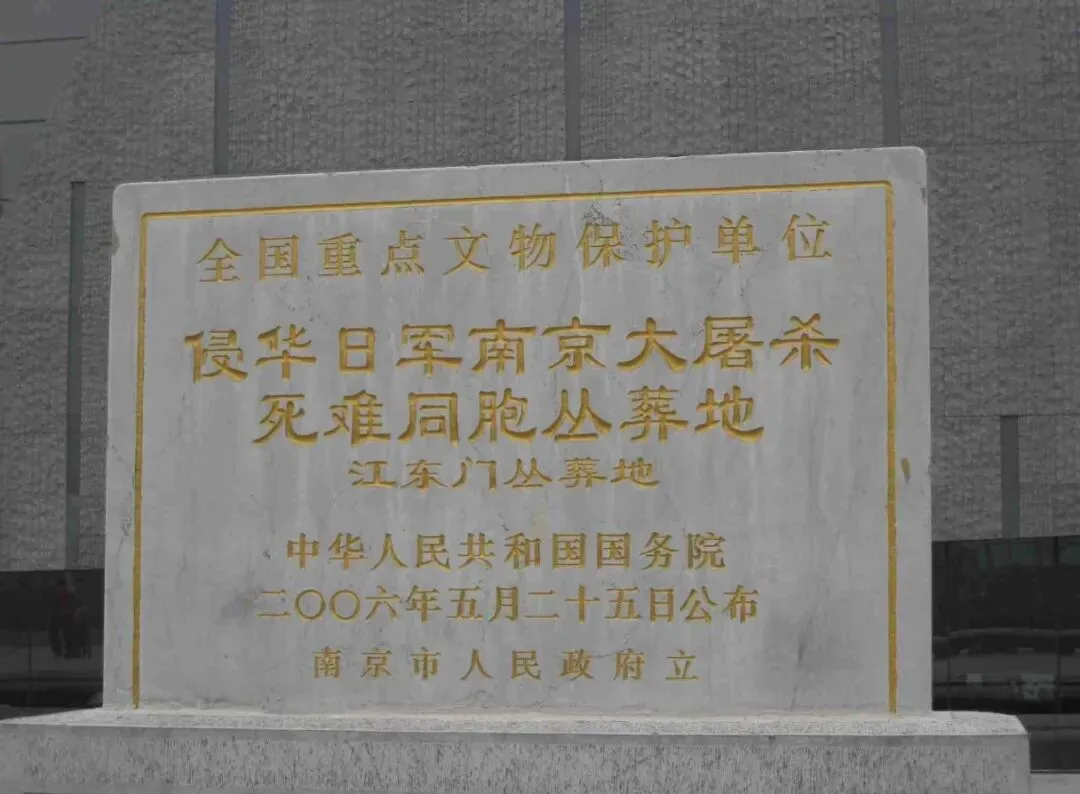 全国重点文物保护单位
侵华日军南京大屠杀
死难同胞丛葬地
江东门丛葬地
中华人民共和国国务院
二〇〇六年五月二十五日公布
南京市人民政府立